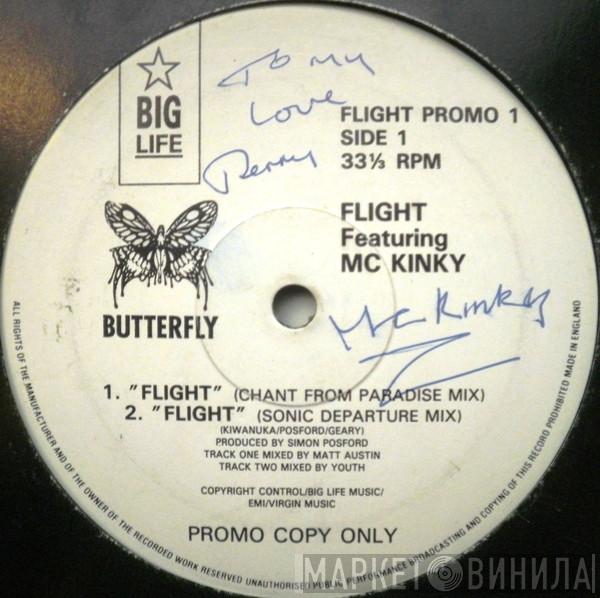 BIG
LIFE
To my
Love
Perry
FLIGHT PROMO 1
SIDE 1
33⅓ RPM
FLIGHT
Featuring
MC KINKY
BUTTERFLY
Mc Kinky
1. "FLIGHT" (CHANT FROM PARADISE MIX)
2. "FLIGHT" (SONIC DEPARTURE MIX)
(KIWANUKA/POSFORD/GEARY)
PRODUCED BY SIMON POSFORD
TRACK ONE MIXED BY MATT AUSTIN
TRACK TWO MIXED BY YOUTH
COPYRIGHT CONTROL/BIG LIFE MUSIC/
EMI/VIRGIN MUSIC
PROMO COPY ONLY
ALL RIGHTS OF THE MANUFACTURER AND OF THE OWNER OF THE RECORDED WORK RESERVED UNAUTHORISED PUBLIC PERFORMANCE BROADCASTING AND COPYING OF THIS RECORD PROHIBITED MADE IN ENGLAND
МАРКЕТ ВИНИЛА